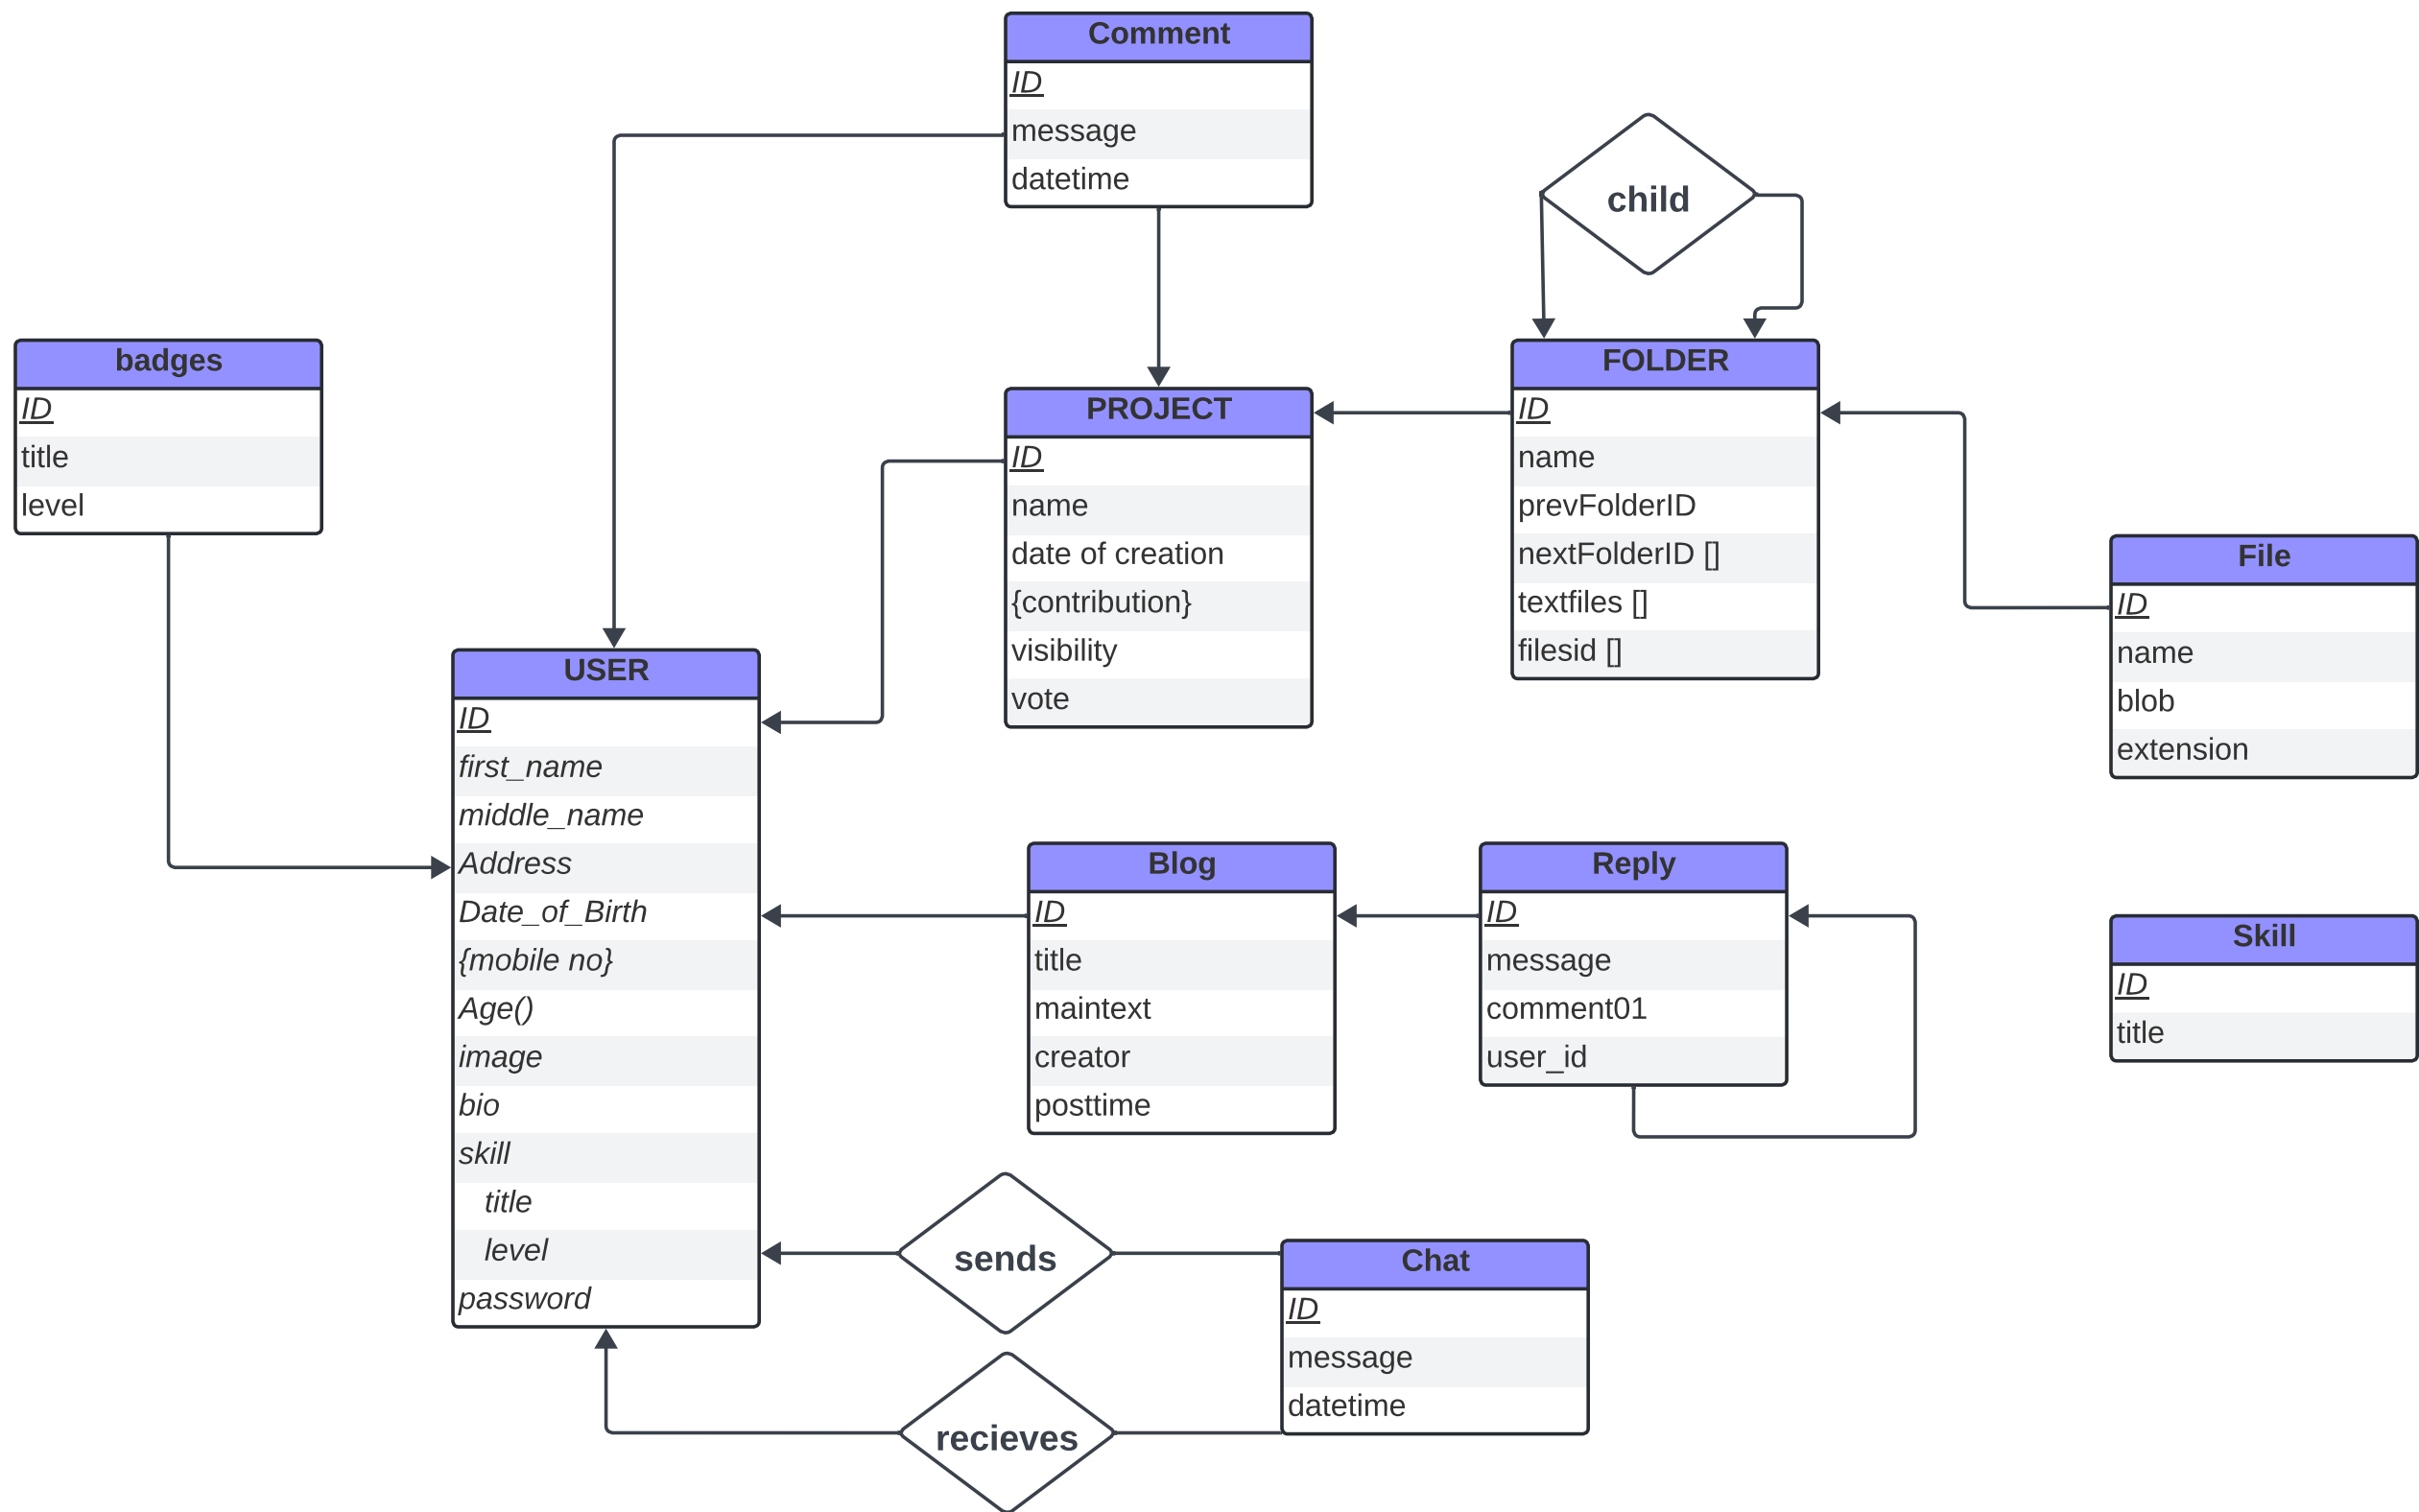 Comment
ID
message
datetime
child
badges
ID
title
level
PROJECT
ID
name
date of creation
{contribution}
visibility
vote
FOLDER
ID
name
prevFolderID
nextFolderID []
textfiles []
filesid []
File
ID
name
blob
extension
USER
ID
first_name
middle_name
Address
Date_of_Birth
{mobile no}
Age()
image
bio
skill
title
level
password
Blog
ID
title
maintext
creator
posttime
Reply
ID
message
comment01
user_id
Skill
ID
title
sends
Chat
ID
message
datetime
recieves